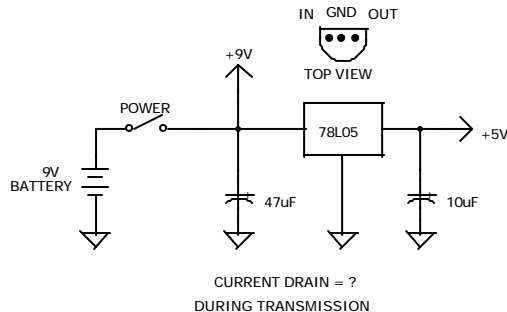 IN GND OUT
TOP VIEW
+9V
POWER
78L05
+5V
9V
BATTERY
+ 47uF
+ 10uF
CURRENT DRAIN = ?
DURING TRANSMISSION